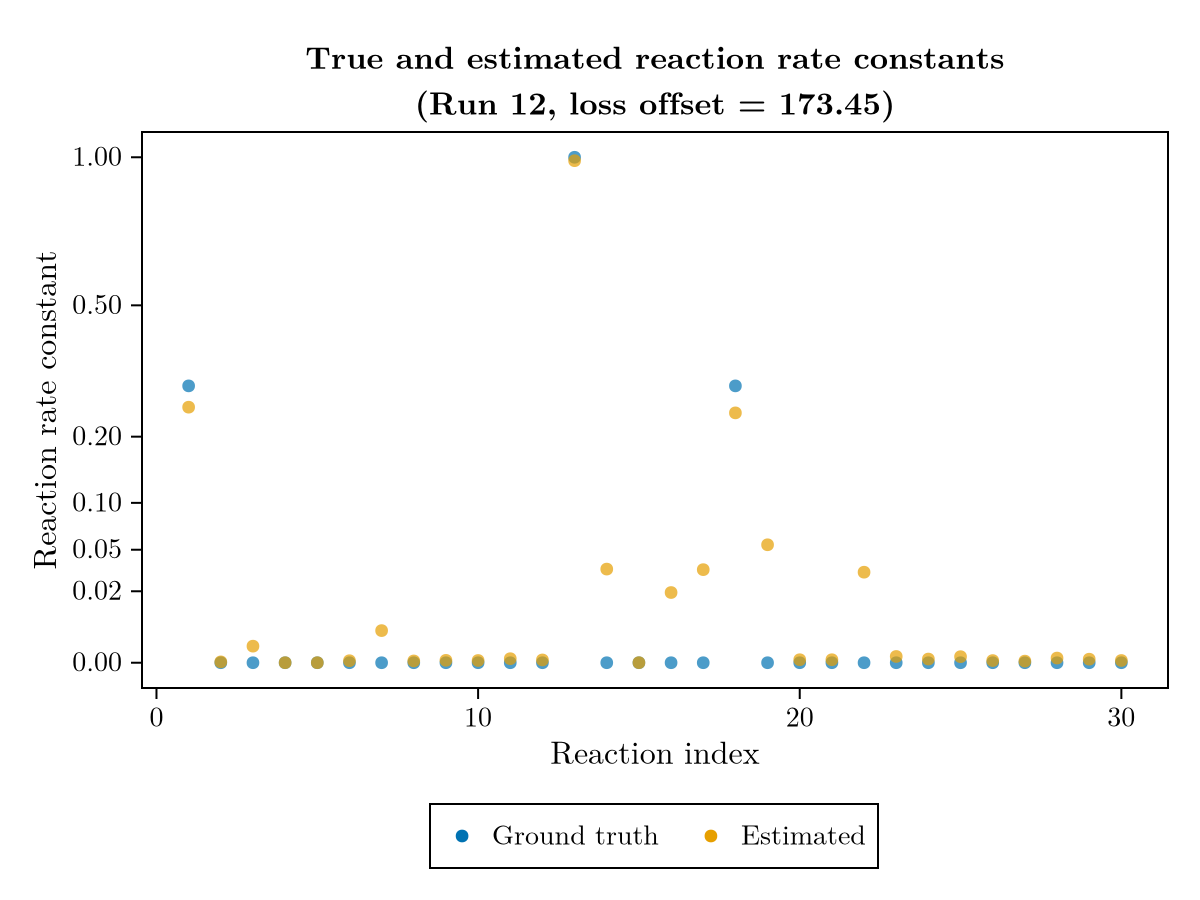 True and estimated reaction rate constants
(Run 12, loss offset = 173.45)
Reaction rate constant
1.00
0.50
0.20
0.10
0.05
0.02
0.00
0 10 20 30
Reaction index
Ground truth Estimated